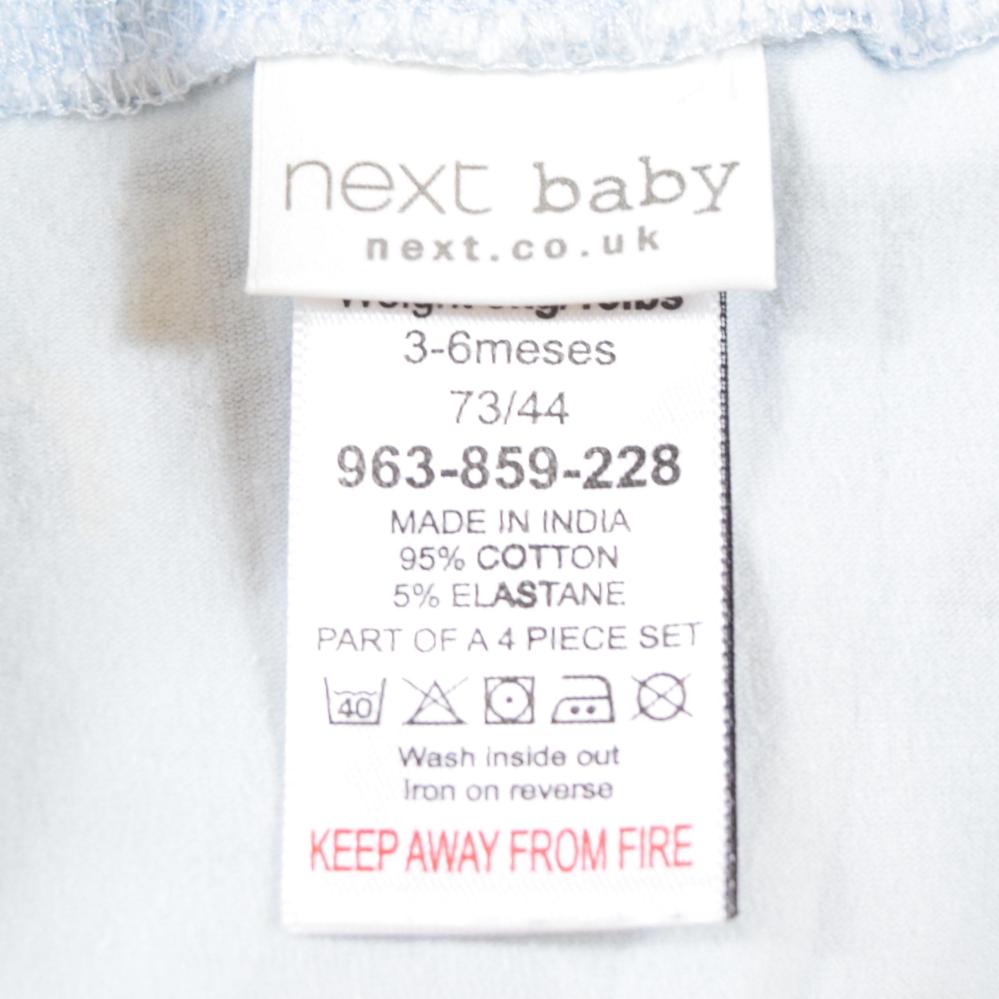 next baby
next.co.uk
Weight
3-6meses
73/44
963-859-228
MADE IN INDIA
95% COTTON
5% ELASTANE
PART OF A 4 PIECE SET
40
Wash inside out
Iron on reverse
KEEP AWAY FROM FIRE